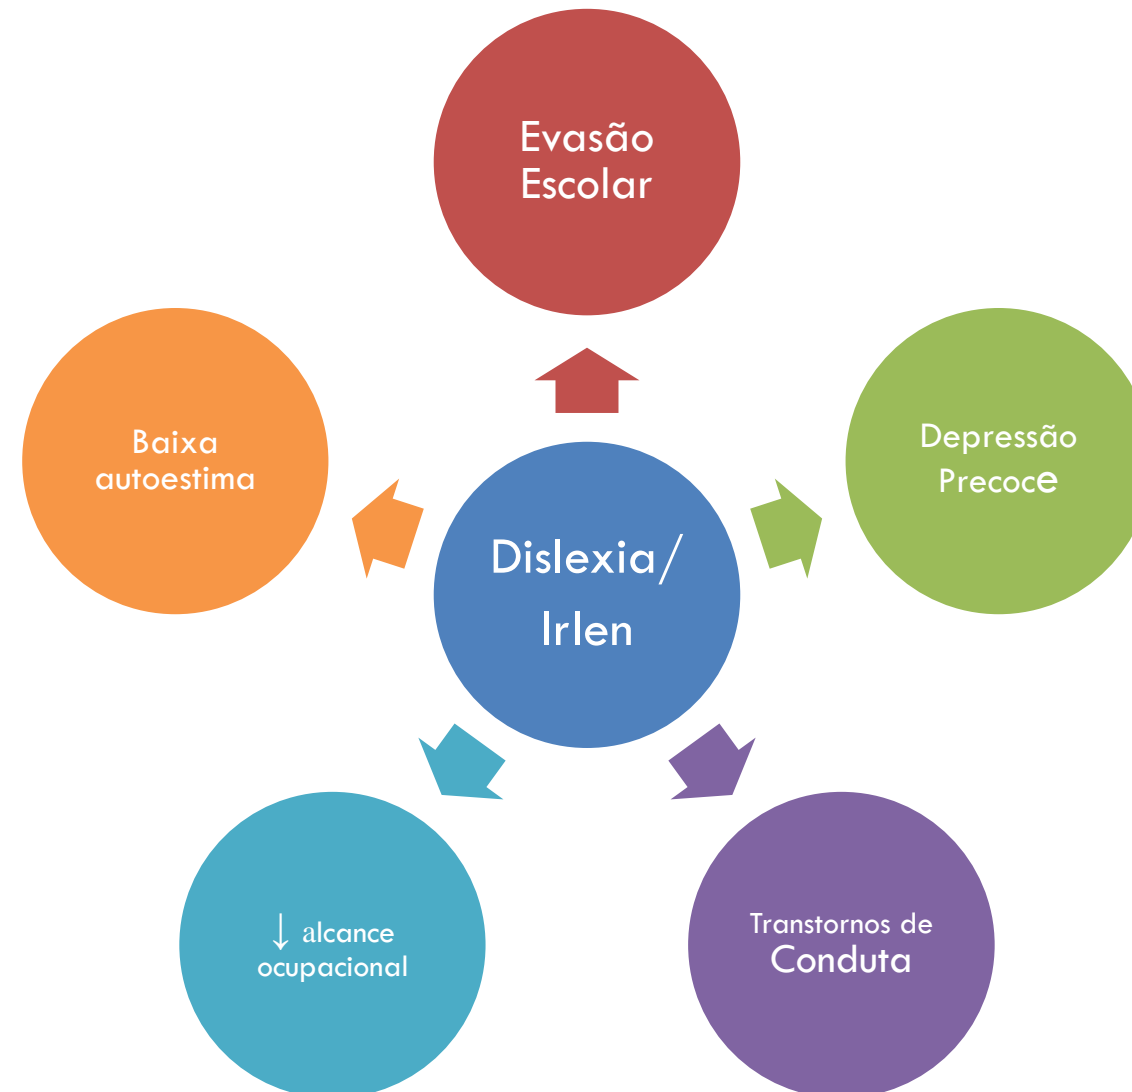 Evasão
Escolar
Baixa
autoestima
Depressão
Precoce
Dislexia/
Irlen
↓ alcance
ocupacional
Transtornos de
Conduta